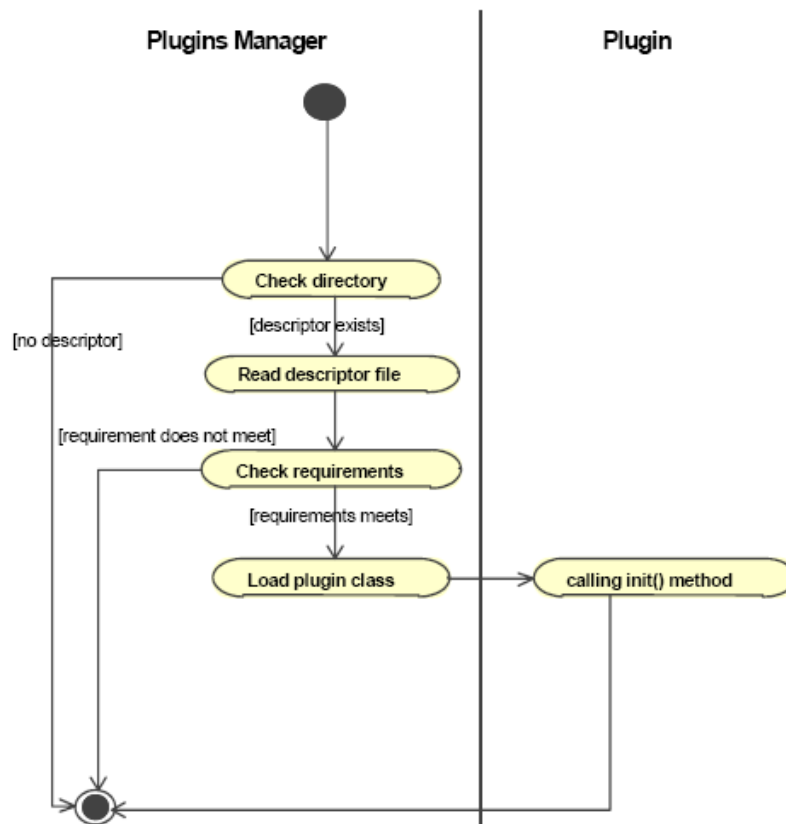 Plugins Manager
Plugin
Check directory
[descriptor exists]
[no descriptor]
Read descriptor file
[requirement does not meet]
Check requirements
[requirements meets]
Load plugin class
calling init() method